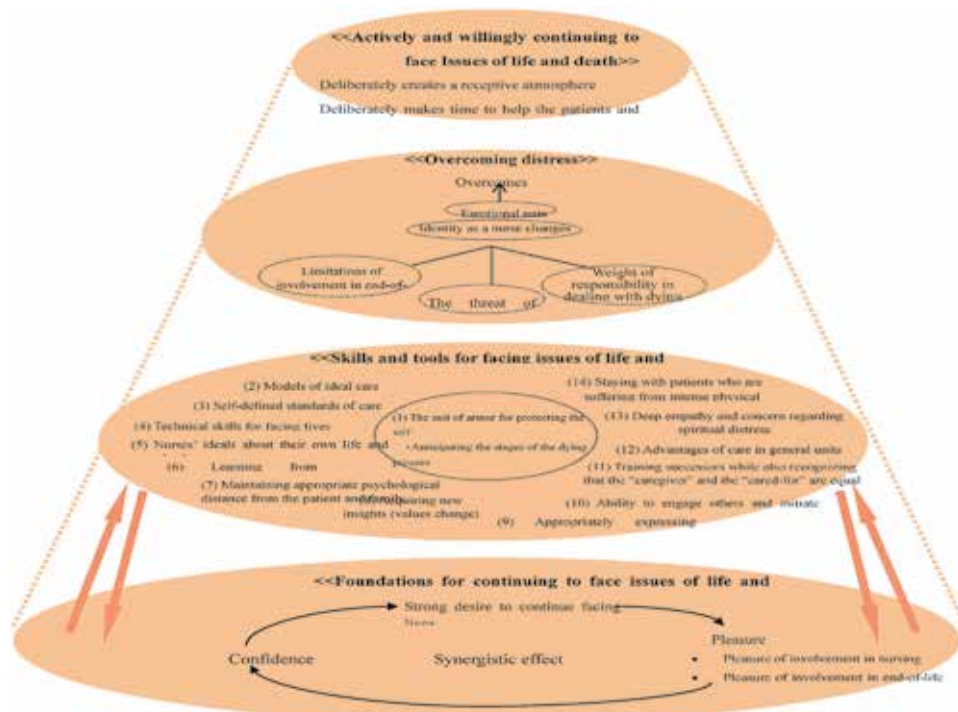 <<Actively and willingly continuing to
face Issues of life and death>>
Deliberately creates a receptive atmosphere
Deliberately makes time to help the patients and
<<Overcoming distress>>
Overcomes
Emotional
Identity as a nurse changes
Limitations of
involvement in end-of-
The threat of
Weight of
responsibility in
dealing with dying
<<Skills and tools for facing issues of life and
(2) Models of ideal care
(3) Self-defined standards of care
(4) Technical skills for facing lives
(5) Nurses' ideals about their own life and
(6) Learning from
(7) Maintaining appropriate psychological
distance from the patient and family
insights (values change)
(1) The suit of armor for protecting the
self
•Anticipating the stages of the dying
process
(14) Staying with patients who are
suffering from intense physical
(13) Deep empathy and concern regarding
spiritual distress
(12) Advantages of care in general units
(11) Training successors while also recognizing
that the "caregiver" and the "cared-for" are equal
(10) Ability to engage others and initiate
(9) Appropriately expressing
<<Foundations for continuing to face issues of life and
Strong desire to continue facing
Confidence
Synergistic effect
Pleasure
• Pleasure of involvement in nursing
• Pleasure of involvement in end-of-life